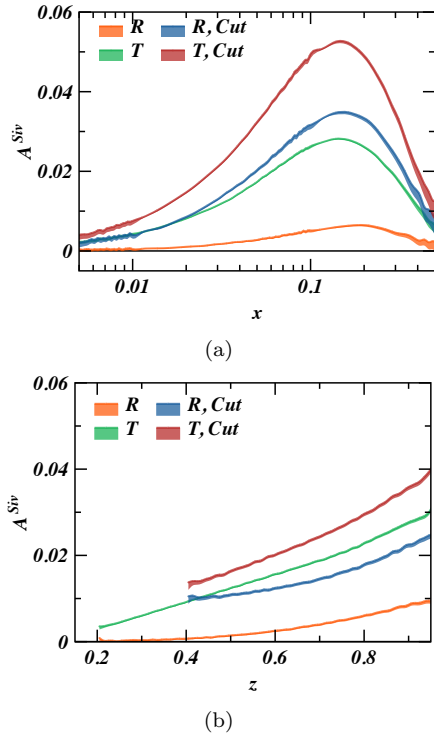 0.06
R R, Cut
T T, Cut
0.04
A^Siv
0.02
0
0.01 0.1
x
(a)
0.06
R R, Cut
T T, Cut
0.04
A^Siv
0.02
0
0.2 0.4 0.6 0.8
z
(b)